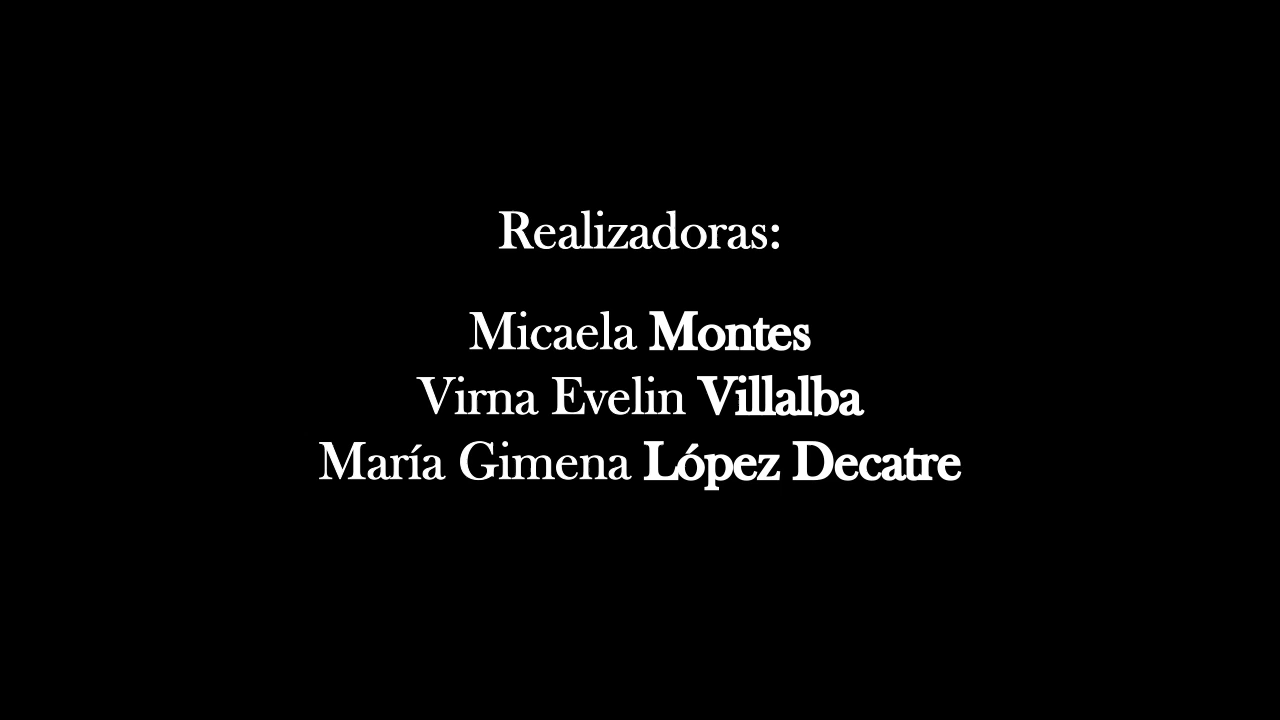 Realizadoras:
Micaela Montes
Virna Evelin Villalba
María Gimena López Decatre